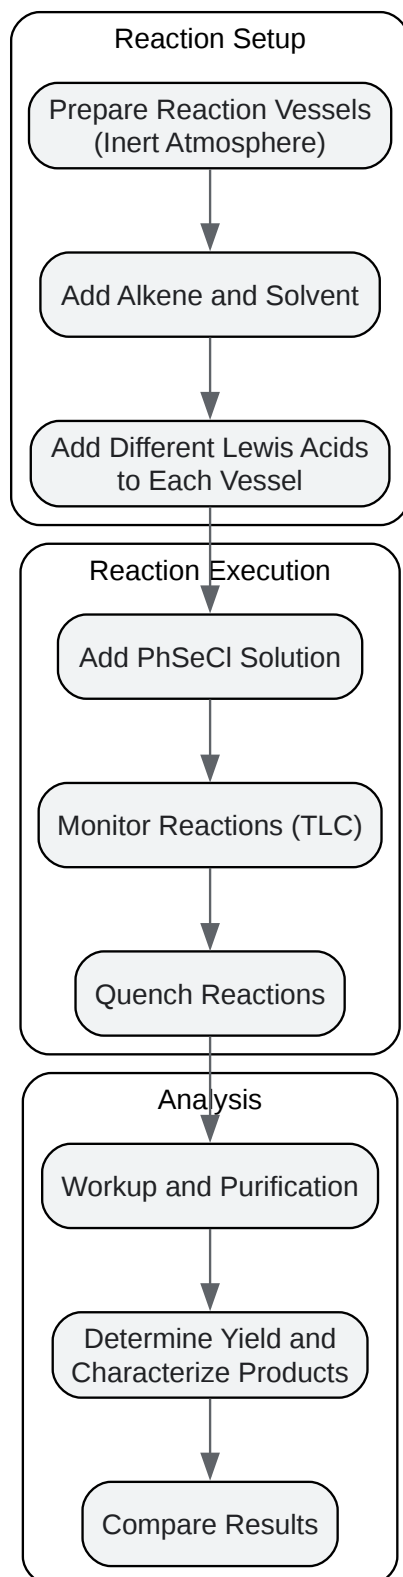 Reaction Setup
Prepare Reaction Vessels
(Inert Atmosphere)
Add Alkene and Solvent
Add Different Lewis Acids
to Each Vessel
Reaction Execution
Add PhSeCl Solution
Monitor Reactions (TLC)
Quench Reactions
Analysis
Workup and Purification
Determine Yield and
Characterize Products
Compare Results